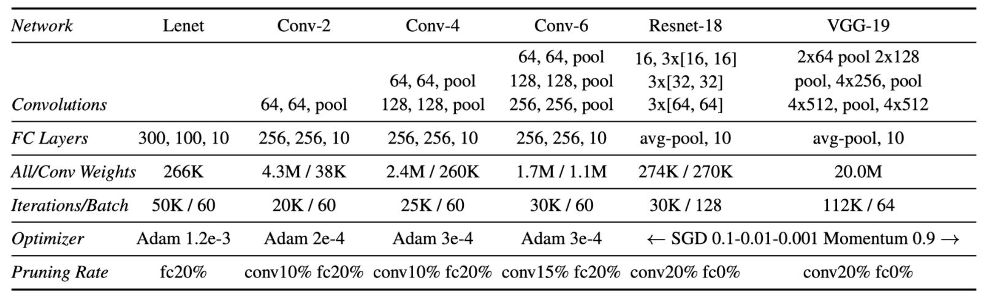 Network Lenet Conv-2 Conv-4 Conv-6 Resnet-18 VGG-19
64, 64, pool 16, 3x[16, 16] 2x64 pool 2x128
64, 64, pool 128, 128, pool 3x[32, 32] pool, 4x256, pool
Convolutions 64, 64, pool 128, 128, pool 256, 256, pool 3x[64, 64] 4x512, pool, 4x512
FC Layers 300, 100, 10 256, 256, 10 256, 256, 10 256, 256, 10 avg-pool, 10 avg-pool, 10
All/Conv Weights 266K 4.3M / 38K 2.4M / 260K 1.7M / 1.1M 274K / 270K 20.0M
Iterations/Batch 50K / 60 20K / 60 25K / 60 30K / 60 30K / 128 112K / 64
Optimizer Adam 1.2e-3 Adam 2e-4 Adam 3e-4 Adam 3e-4 ← SGD 0.1-0.01-0.001 Momentum 0.9 →
Pruning Rate fc20% conv10% fc20% conv10% fc20% conv15% fc20% conv20% fc0% conv20% fc0%